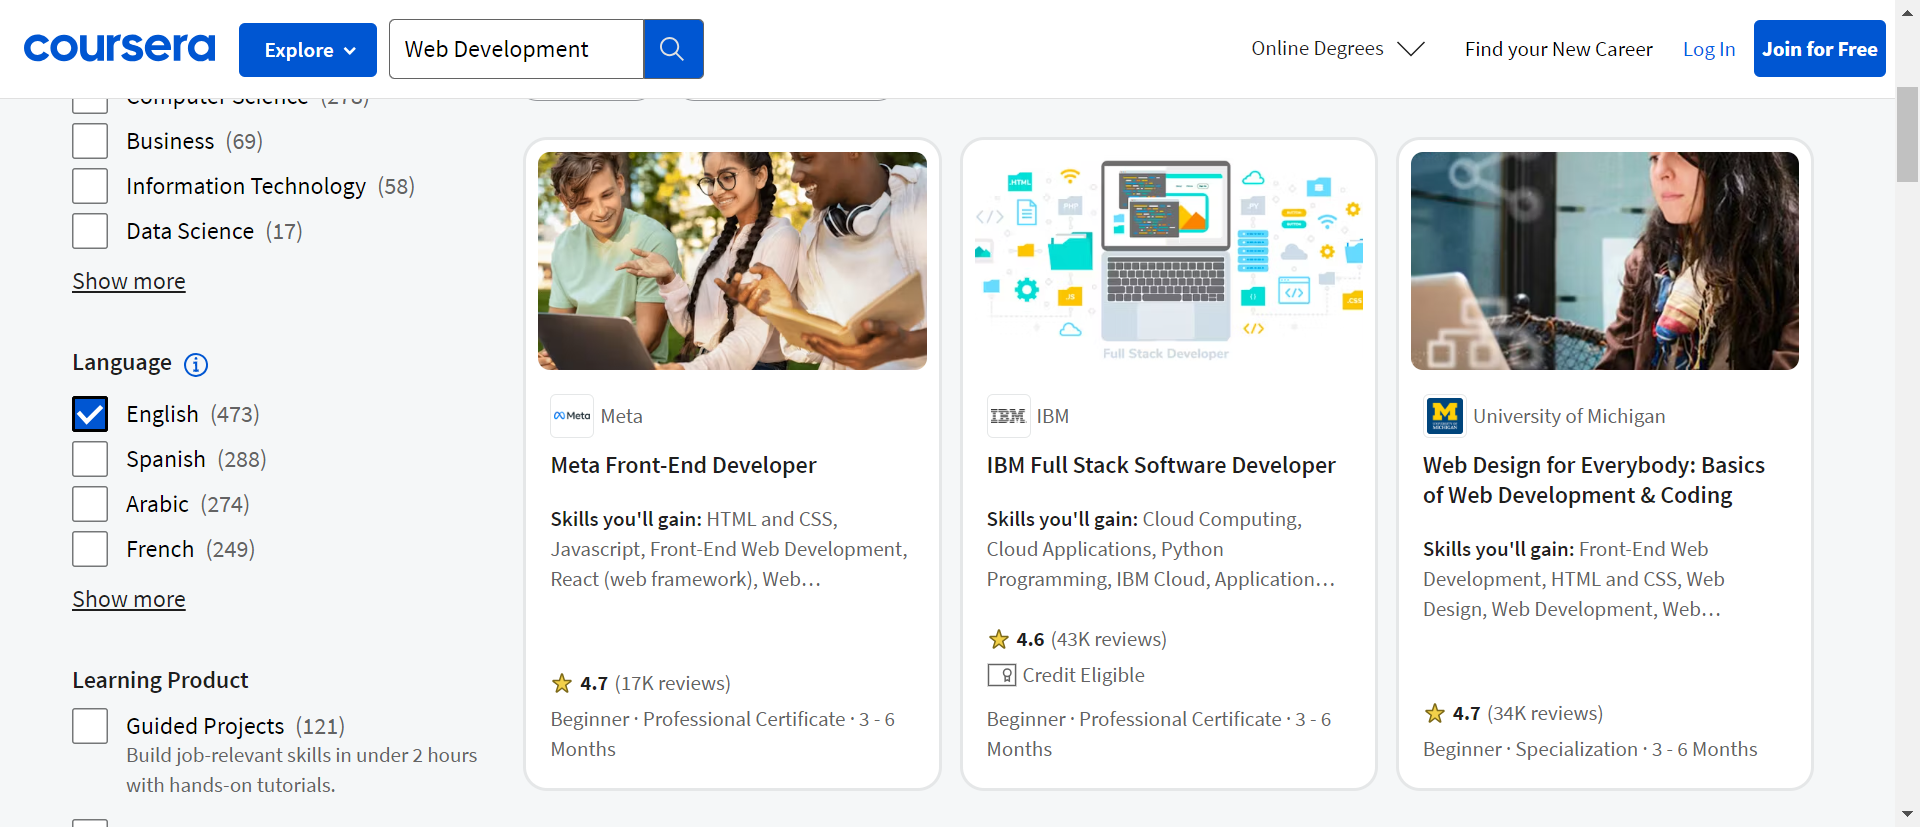 coursera
Explore
Web Development
Online Degrees
Find your New Career
Log In
Join for Free
Computer Science (278)
Business (69)
Information Technology (58)
Data Science (17)
Show more
Language
English (473)
Spanish (288)
Arabic (274)
French (249)
Show more
Learning Product
Guided Projects (121)
Build job-relevant skills in under 2 hours
with hands-on tutorials.
Meta
Meta
Meta Front-End Developer
Skills you'll gain: HTML and CSS,
Javascript, Front-End Web Development,
React (web framework), Web…
4.7 (17K reviews)
Beginner · Professional Certificate · 3 - 6
Months
.HTML
PHP
.PY
</>
.JS
{}
</>
.CSS
</>
Full Stack Developer
IBM
IBM
IBM Full Stack Software Developer
Skills you'll gain: Cloud Computing,
Cloud Applications, Python
Programming, IBM Cloud, Application…
4.6 (43K reviews)
Credit Eligible
Beginner · Professional Certificate · 3 - 6
Months
M
UNIVERSITY OF
MICHIGAN
University of Michigan
Web Design for Everybody: Basics
of Web Development & Coding
Skills you'll gain: Front-End Web
Development, HTML and CSS, Web
Design, Web Development, Web…
4.7 (34K reviews)
Beginner · Specialization · 3 - 6 Months